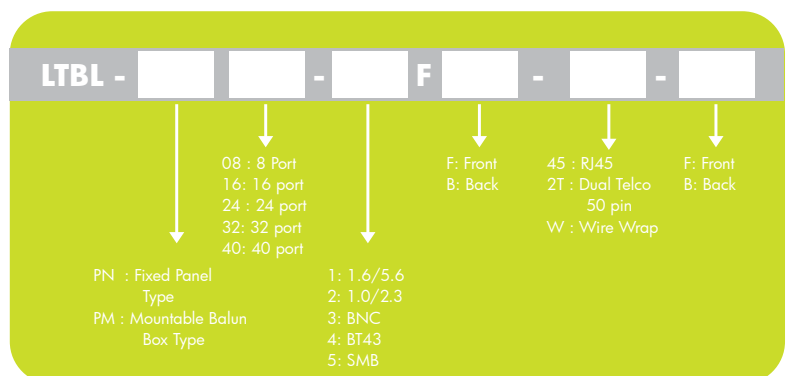 LTBL - - F - -
08 : 8 Port
16: 16 port
24 : 24 port
32: 32 port
40: 40 port
F: Front
B: Back
45 : RJ45
2T : Dual Telco
50 pin
W : Wire Wrap
F: Front
B: Back
PN : Fixed Panel
Type
PM : Mountable Balun
Box Type
1: 1.6/5.6
2: 1.0/2.3
3: BNC
4: BT43
5: SMB